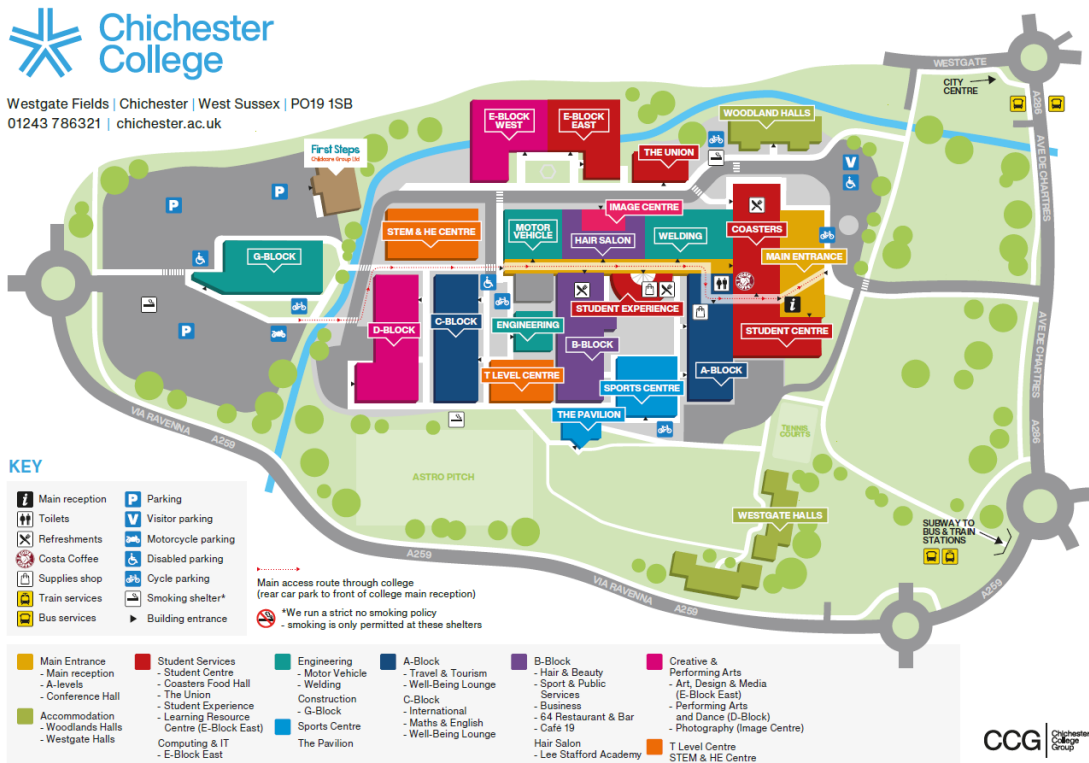 Chichester
College
Westgate Fields | Chichester | West Sussex | PO19 1SB
01243 786321 | chichester.ac.uk
WESTGATE
CITY
CENTRE
A286
AVE DE CHARTRES
E-BLOCK
WEST
E-BLOCK
EAST
WOODLAND HALLS
First Steps
Childcare Group Ltd
THE UNION
V
P
P
IMAGE CENTRE
STEM & HE CENTRE
MOTOR
VEHICLE
HAIR SALON
WELDING
COASTERS
G-BLOCK
MAIN ENTRANCE
STUDENT EXPERIENCE
P
D-BLOCK
C-BLOCK
ENGINEERING
B-BLOCK
STUDENT CENTRE
AVE DE CHARTRES
T LEVEL CENTRE
SPORTS CENTRE
A-BLOCK
THE PAVILION
VIA RAVENNA
A259
TENNIS
COURTS
A286
ASTRO PITCH
WESTGATE HALLS
SUBWAY TO
BUS & TRAIN
STATIONS
A259
VIA RAVENNA
A259
A259
KEY
Main reception
Toilets
Refreshments
Costa Coffee
Supplies shop
Train services
Bus services
P Parking
V Visitor parking
Motorcycle parking
Disabled parking
Cycle parking
Smoking shelter*
Building entrance
Main access route through college
(rear car park to front of college main reception)
*We run a strict no smoking policy
- smoking is only permitted at these shelters
Main Entrance
- Main reception
- A-levels
- Conference Hall
Accommodation
- Woodlands Halls
- Westgate Halls
Student Services
- Student Centre
- Coasters Food Hall
- The Union
- Student Experience
- Learning Resource
Centre (E-Block East)
Computing & IT
- E-Block East
Engineering
- Motor Vehicle
- Welding
Construction
- G-Block
Sports Centre
The Pavilion
A-Block
- Travel & Tourism
- Well-Being Lounge
C-Block
- International
- Maths & English
- Well-Being Lounge
B-Block
- Hair & Beauty
- Sport & Public
Services
- Business
- 64 Restaurant & Bar
- Café 19
Hair Salon
- Lee Stafford Academy
Creative &
Performing Arts
- Art, Design & Media
(E-Block East)
- Performing Arts
and Dance (D-Block)
- Photography (Image Centre)
T Level Centre
STEM & HE Centre
CCG
Chichester
College
Group